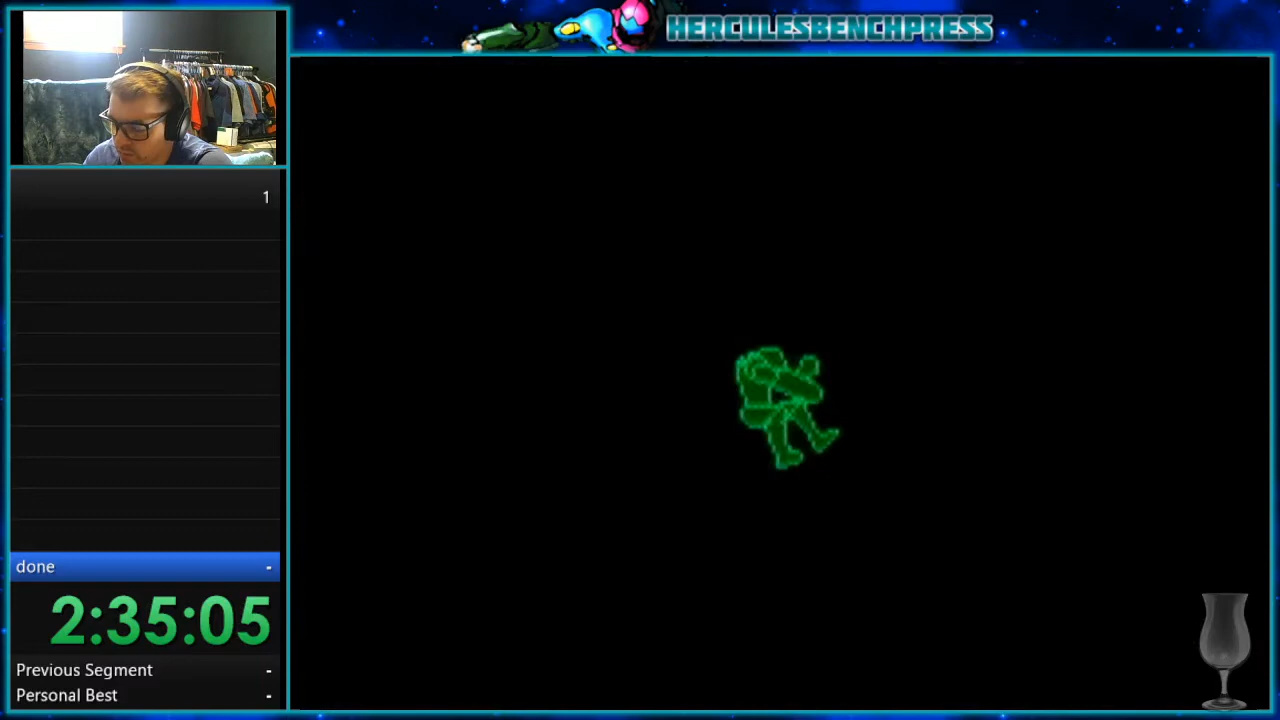 HERCULESBENCHPRESS
1
done -
2:35:05
Previous Segment -
Personal Best -